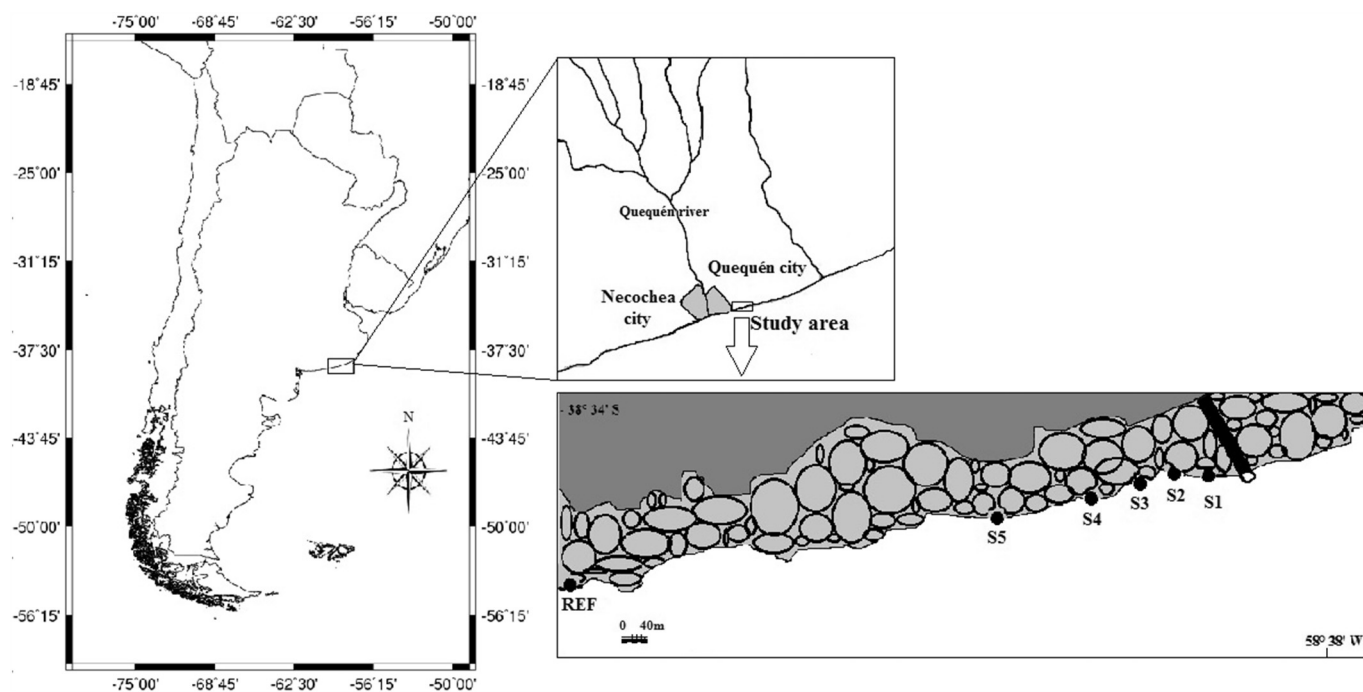 -75°00' -68°45' -62°30' -56°15' -50°00'
-18°45' -18°45'
-25°00' -25°00'
-31°15' -31°15'
-37°30' -37°30'
-43°45' -43°45'
-50°00' -50°00'
-56°15' -56°15'
-75°00' -68°45' -62°30' -56°15' -50°00'
N
Quequén river
Quequén city
Necochea
city
Study area
38° 34' S
S1
S2
S3
S4
S5
REF
0 40m
58° 38' W